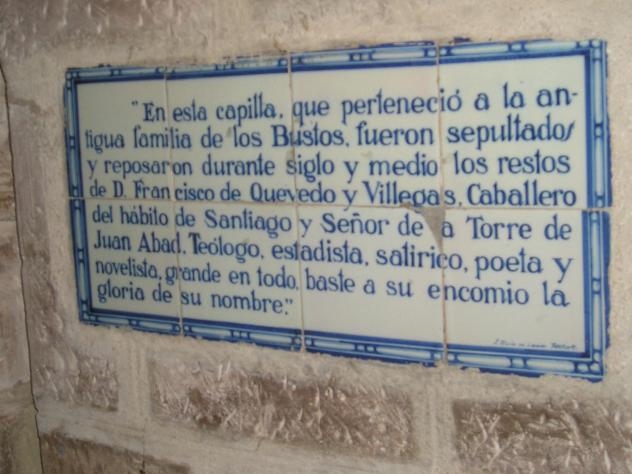 "En esta capilla, que perteneció a la an-
tigua familia de los Bustos, fueron sepultados
y reposaron durante siglo y medio los restos
de D. Francisco de Quevedo y Villegas, Caballero
del hábito de Santiago y Señor de a Torre de
Juan Abad, Teólogo, estadista, satírico, poeta y
novelista, grande en todo, baste a su encomio la
gloria de su nombre."